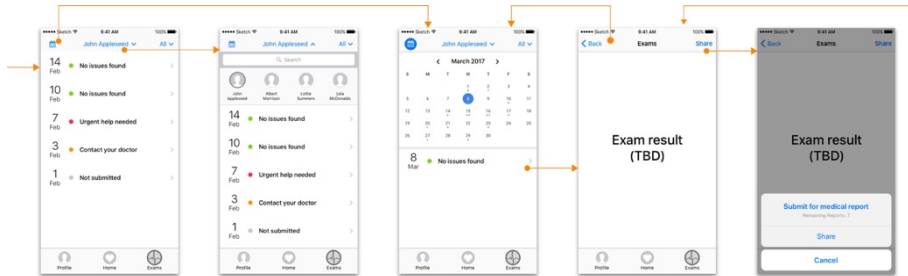 Sketch 9:41 AM 100%
John Appleseed All
14 Feb No issues found
10 Feb No issues found
7 Feb Urgent help needed
3 Feb Contact your doctor
1 Feb Not submitted
Profile Home Exams
Sketch 9:41 AM 100%
John Appleseed All
Search
John Appleseed Albert Morrison Lottie Summers Lela McDonalds
14 Feb No issues found
10 Feb No issues found
7 Feb Urgent help needed
3 Feb Contact your doctor
1 Feb Not submitted
Profile Home Exams
Sketch 9:41 AM 100%
John Appleseed All
March 2017
S M T W T F S
1 2 3 4
5 6 7 8 9 10 11
12 13 14 15 16 17 18
19 20 21 22 23 24 25
26 27 28 29 30
8 Mar No issues found
Profile Home Exams
Sketch 9:41 AM 100%
Back Exams Share
Exam result
(TBD)
Profile Home Exams
Sketch 9:41 AM 100%
Back Exams Share
Exam result
(TBD)
Submit for medical report
Remaining Reports: 7
Share
Cancel